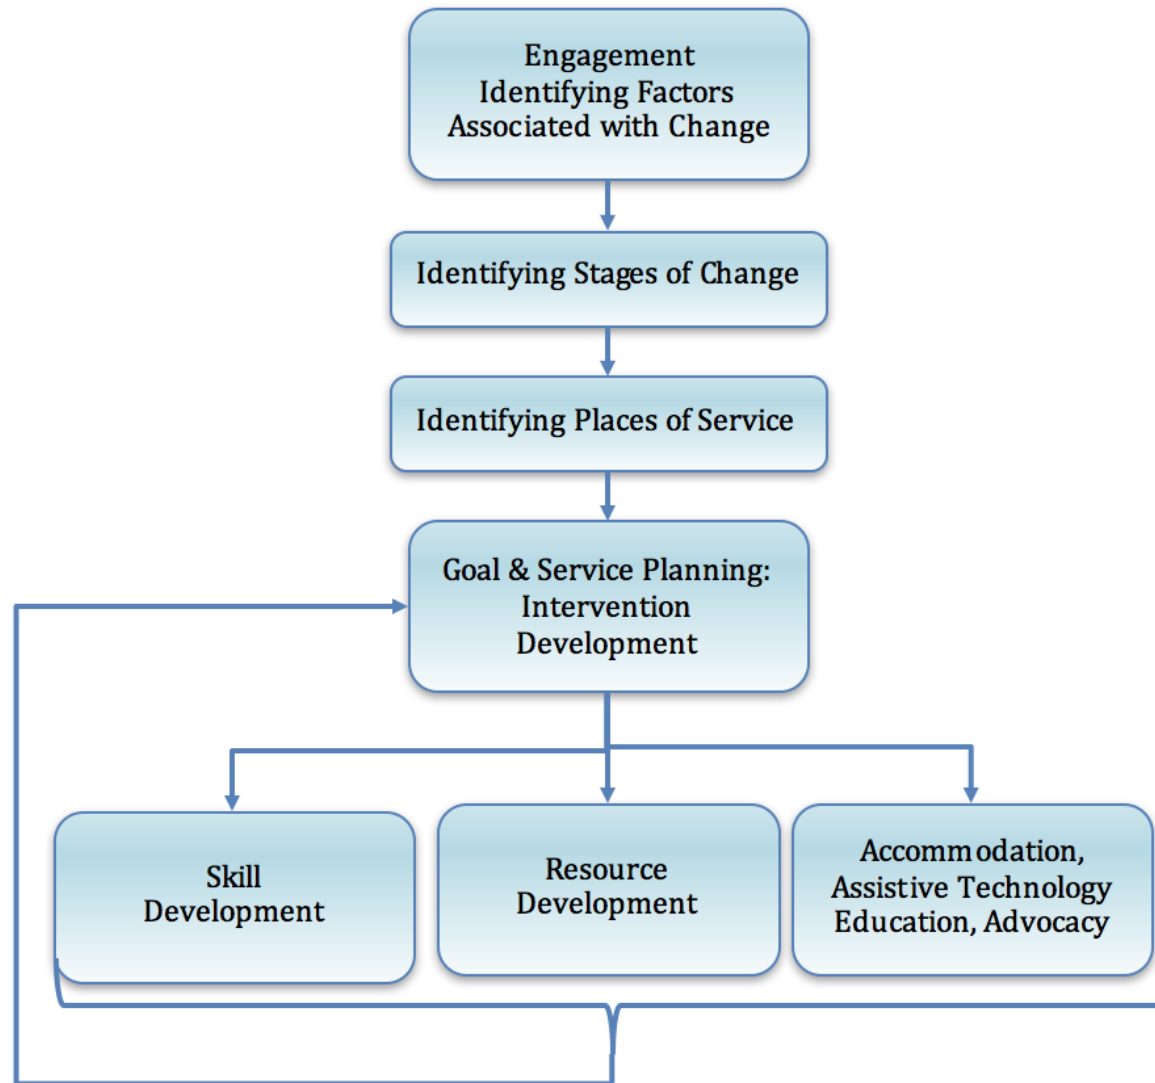 Engagement
Identifying Factors
Associated with Change
Identifying Stages of Change
Identifying Places of Service
Goal & Service Planning:
Intervention
Development
Skill
Development
Resource
Development
Accommodation,
Assistive Technology
Education, Advocacy